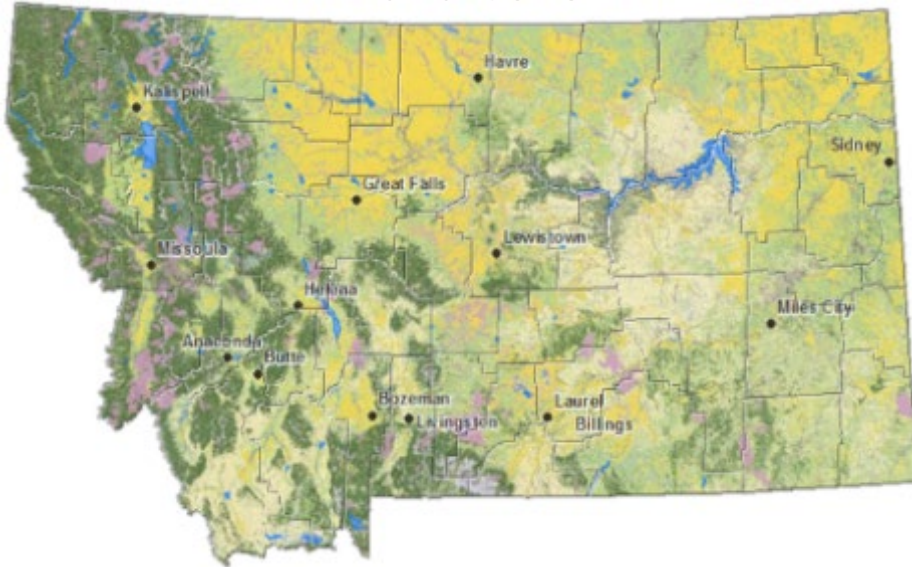 Havre
Kalispell
Sidney
Great Falls
Lewistown
Missoula
Helena
Miles City
Anaconda
Butte
Bozeman
Livingston
Laurel
Billings